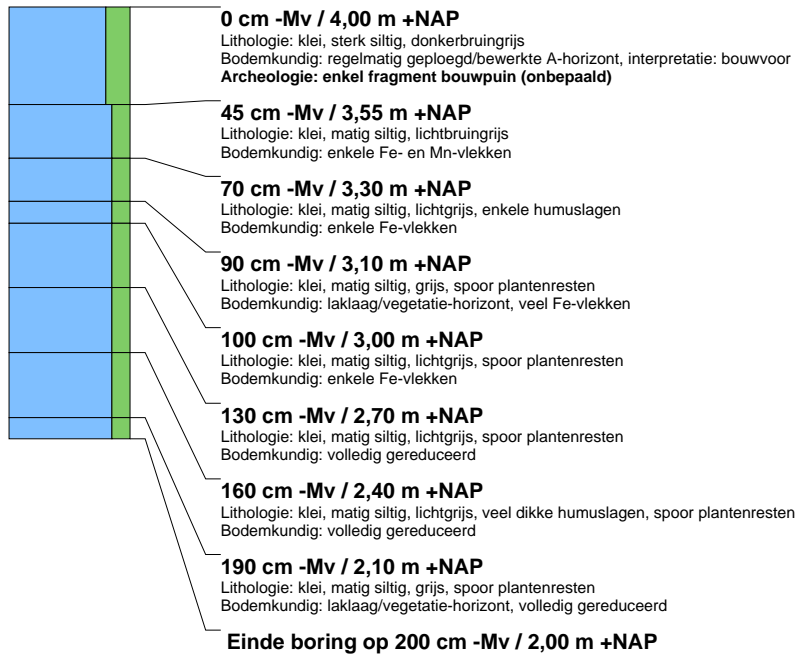 0 cm -Mv / 4,00 m +NAP
Lithologie: klei, sterk siltig, donkerbruingrijs
Bodemkundig: regelmatig geploegd/bewerkte A-horizont, interpretatie: bouwvoor
Archeologie: enkel fragment bouwpuin (onbepaald)
45 cm -Mv / 3,55 m +NAP
Lithologie: klei, matig siltig, lichtbruingrijs
Bodemkundig: enkele Fe- en Mn-vlekken
70 cm -Mv / 3,30 m +NAP
Lithologie: klei, matig siltig, lichtgrijs, enkele humuslagen
Bodemkundig: enkele Fe-vlekken
90 cm -Mv / 3,10 m +NAP
Lithologie: klei, matig siltig, grijs, spoor plantenresten
Bodemkundig: laklaag/vegetatie-horizont, veel Fe-vlekken
100 cm -Mv / 3,00 m +NAP
Lithologie: klei, matig siltig, lichtgrijs, spoor plantenresten
Bodemkundig: enkele Fe-vlekken
130 cm -Mv / 2,70 m +NAP
Lithologie: klei, matig siltig, lichtgrijs, spoor plantenresten
Bodemkundig: volledig gereduceerd
160 cm -Mv / 2,40 m +NAP
Lithologie: klei, matig siltig, lichtgrijs, veel dikke humuslagen, spoor plantenresten
Bodemkundig: volledig gereduceerd
190 cm -Mv / 2,10 m +NAP
Lithologie: klei, matig siltig, grijs, spoor plantenresten
Bodemkundig: laklaag/vegetatie-horizont, volledig gereduceerd
Einde boring op 200 cm -Mv / 2,00 m +NAP